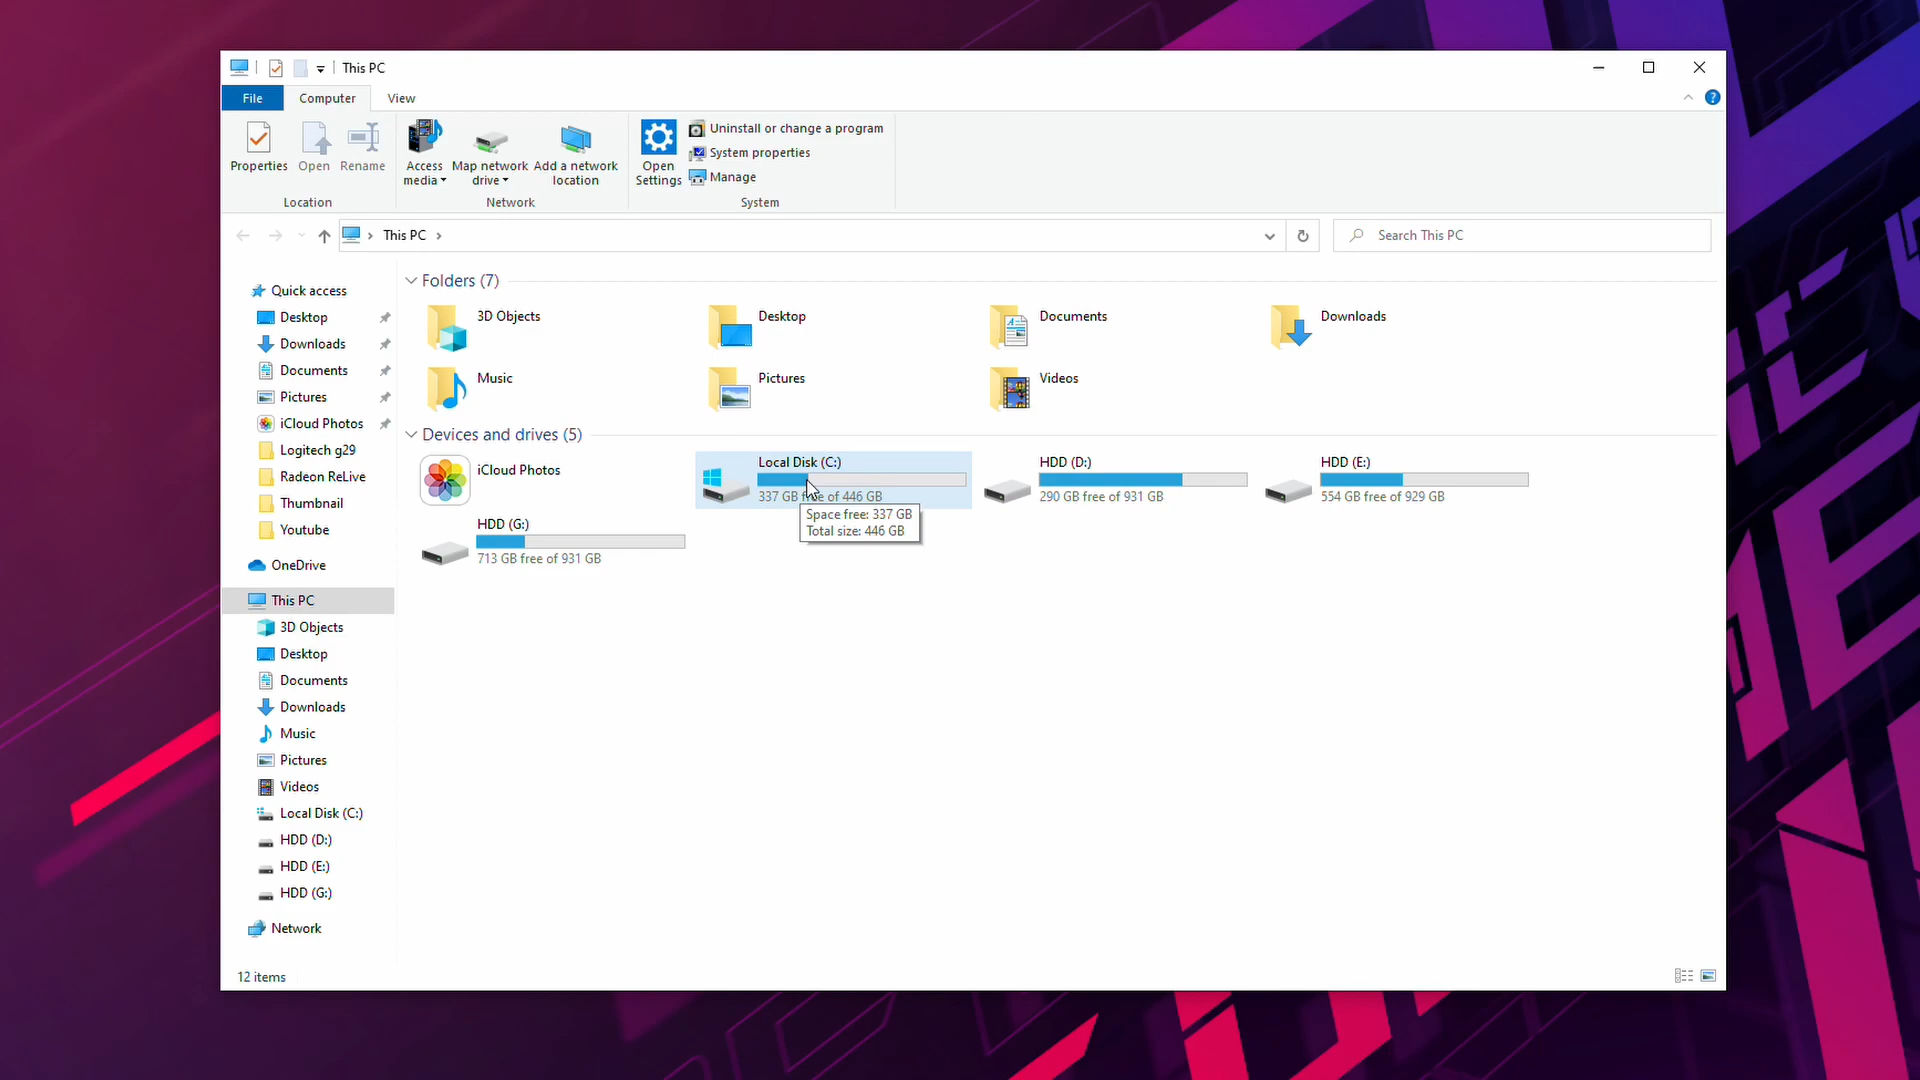 This PC
File Computer View
Properties
Open
Rename
Location
Access
media
Map network
drive
Add a network
location
Network
Open
Settings
Uninstall or change a program
System properties
Manage
System
This PC
Search This PC
Quick access
Desktop
Downloads
Documents
Pictures
iCloud Photos
Logitech g29
Radeon ReLive
Thumbnail
Youtube
OneDrive
This PC
3D Objects
Desktop
Documents
Downloads
Music
Pictures
Videos
Local Disk (C:)
HDD (D:)
HDD (E:)
HDD (G:)
Network
Folders (7)
3D Objects
Desktop
Documents
Downloads
Music
Pictures
Videos
Devices and drives (5)
iCloud Photos
Local Disk (C:)
337 GB free of 446 GB
Space free: 337 GB
Total size: 446 GB
HDD (D:)
290 GB free of 931 GB
HDD (E:)
554 GB free of 929 GB
HDD (G:)
713 GB free of 931 GB
12 items